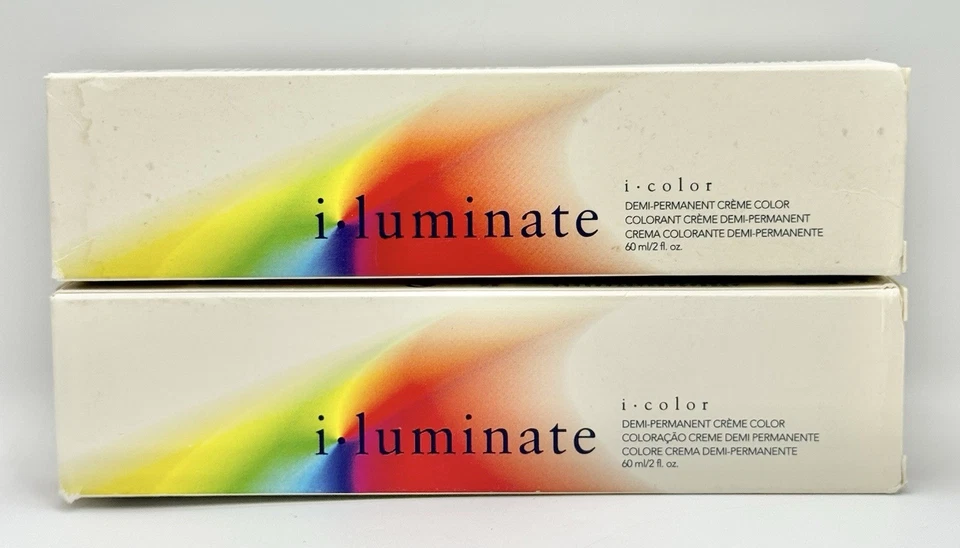 i·luminate
i·color
DEMI-PERMANENT CRÈME COLOR
COLORANT CRÈME DEMI-PERMANENT
CREMA COLORANTE DEMI-PERMANENTE
60 ml/2 fl. oz.
i·luminate
i·color
DEMI-PERMANENT CRÈME COLOR
COLORAÇÃO CREME DEMI PERMANENTE
COLORE CREMA DEMI-PERMANENTE
60 ml/2 fl. oz.